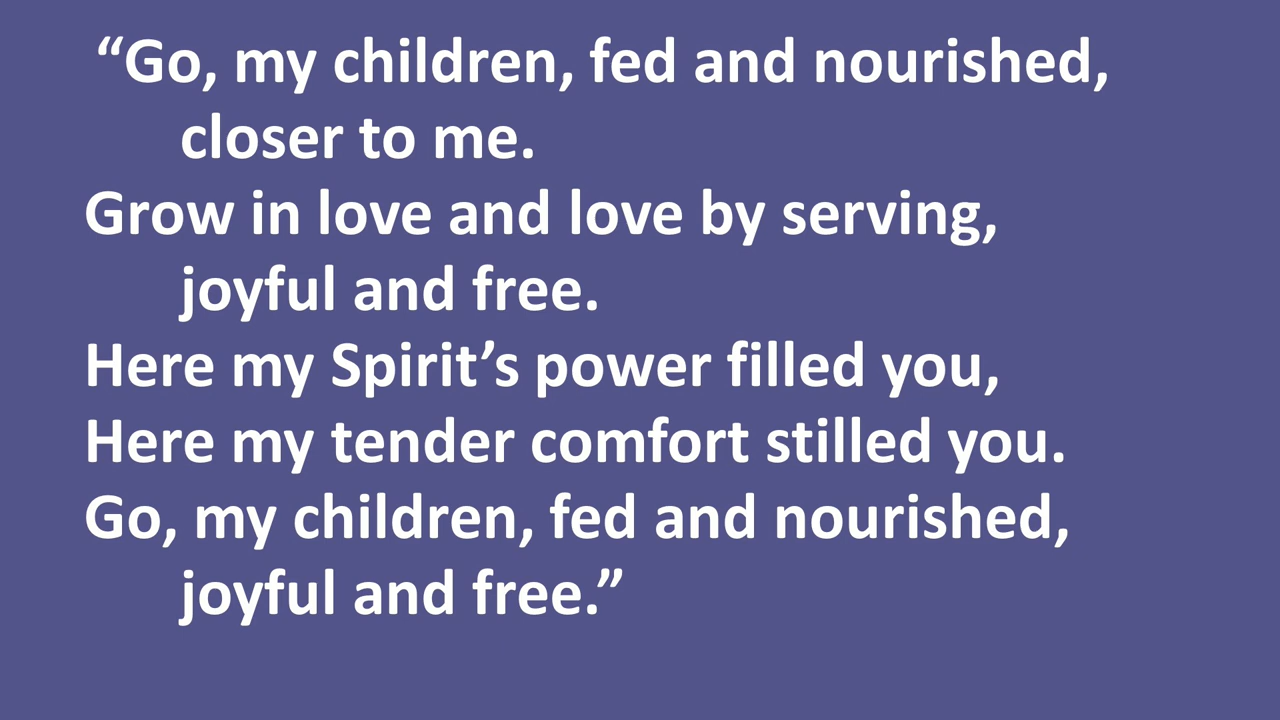 “Go, my children, fed and nourished,
closer to me.
Grow in love and love by serving,
joyful and free.
Here my Spirit’s power filled you,
Here my tender comfort stilled you.
Go, my children, fed and nourished,
joyful and free.”